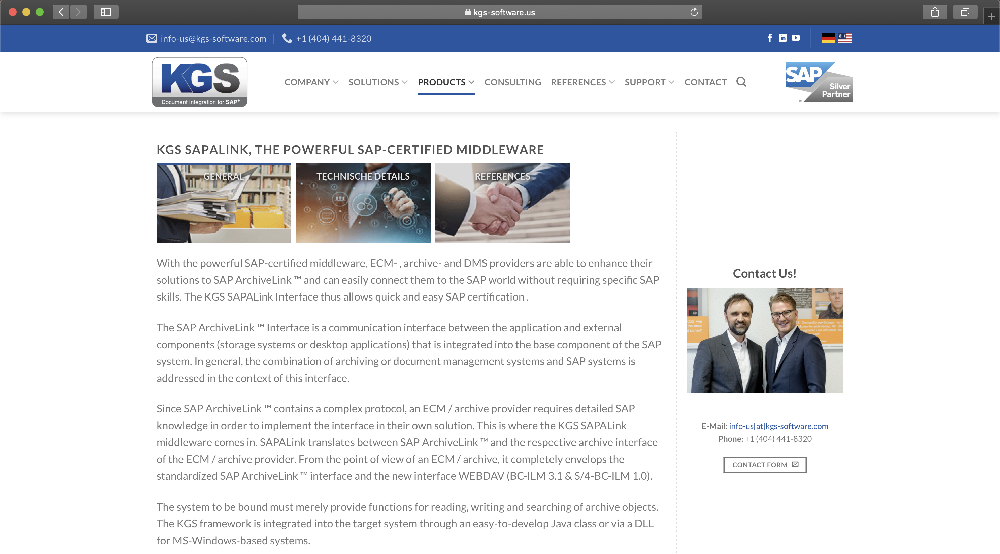 kgs-software.us
info-us@kgs-software.com
+1 (404) 441-8320
KGS
Document Integration for SAP®
COMPANY
SOLUTIONS
PRODUCTS
CONSULTING
REFERENCES
SUPPORT
CONTACT
SAP
Silver
Partner
™
KGS SAPALINK, THE POWERFUL SAP-CERTIFIED MIDDLEWARE
GENERAL
TECHNISCHE DETAILS
REFERENCES
With the powerful SAP-certified middleware, ECM- , archive- and DMS providers are able to enhance their
solutions to SAP ArchiveLink ™ and can easily connect them to the SAP world without requiring specific SAP
skills. The KGS SAPALink Interface thus allows quick and easy SAP certification .
The SAP ArchiveLink ™ Interface is a communication interface between the application and external
components (storage systems or desktop applications) that is integrated into the base component of the SAP
system. In general, the combination of archiving or document management systems and SAP systems is
addressed in the context of this interface.
Since SAP ArchiveLink ™ contains a complex protocol, an ECM / archive provider requires detailed SAP
knowledge in order to implement the interface in their own solution. This is where the KGS SAPALink
middleware comes in. SAPALink translates between SAP ArchiveLink ™ and the respective archive interface
of the ECM / archive provider. From the point of view of an ECM / archive, it completely envelops the
standardized SAP ArchiveLink ™ interface and the new interface WEBDAV (BC-ILM 3.1 & S/4-BC-ILM 1.0).
The system to be bound must merely provide functions for reading, writing and searching of archive objects.
The KGS framework is integrated into the target system through an easy-to-develop Java class or via a DLL
for MS-Windows-based systems.
Contact Us!
überall
KGS war
ins neue
d sicher!"
ContentServer4Storage kann
E-Mail: info-us[at]kgs-software.com
Phone: +1 (404) 441-8320
CONTACT FORM